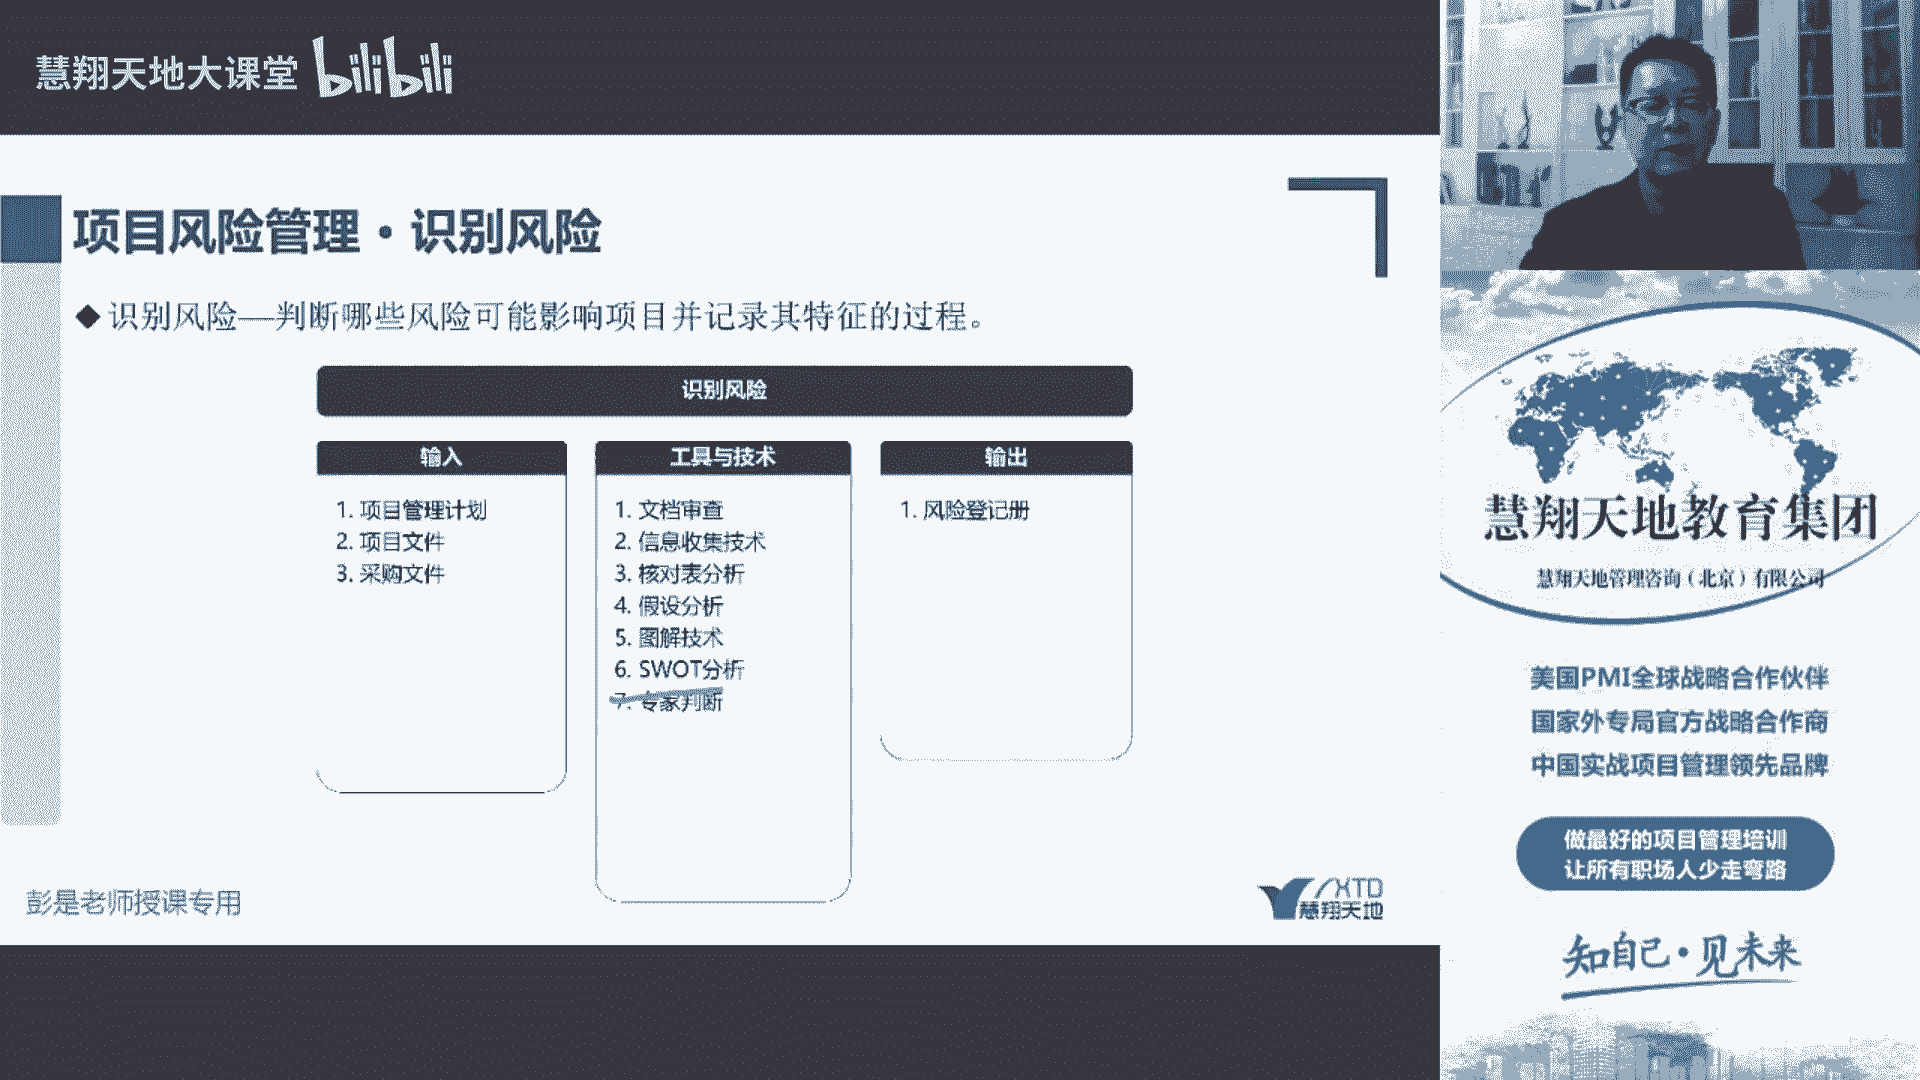 慧翔天地大课堂 bilibili
项目风险管理·识别风险
◆识别风险—判断哪些风险可能影响项目并记录其特征的过程。
识别风险
输入
1. 项目管理计划
2. 项目文件
3. 采购文件
工具与技术
1. 文档审查
2. 信息收集技术
3. 核对表分析
4. 假设分析
5. 图解技术
6. SWOT分析
7. 专家判断
输出
1. 风险登记册
彭是老师授课专用
XTD
慧翔天地
慧翔天地教育集团
慧翔天地管理咨询（北京）有限公司
美国PMI全球战略合作伙伴
国家外专局官方战略合作商
中国实战项目管理领先品牌
做最好的项目管理培训
让所有职场人少走弯路
知自己·见未来